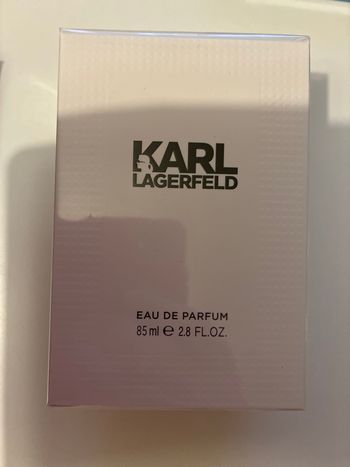 KARL
LAGERFELD
EAU DE PARFUM
85 ml e 2.8 FL.OZ.